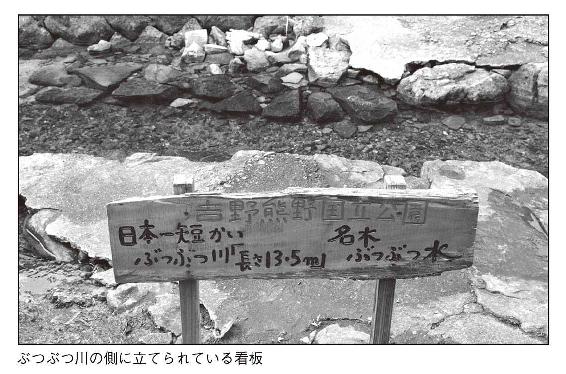 吉野熊野国立公園
日本一短かい
ぶつぶつ川「長さ13.5m」
名木
ぶつぶつ水
ぶつぶつ川の側に立てられている看板